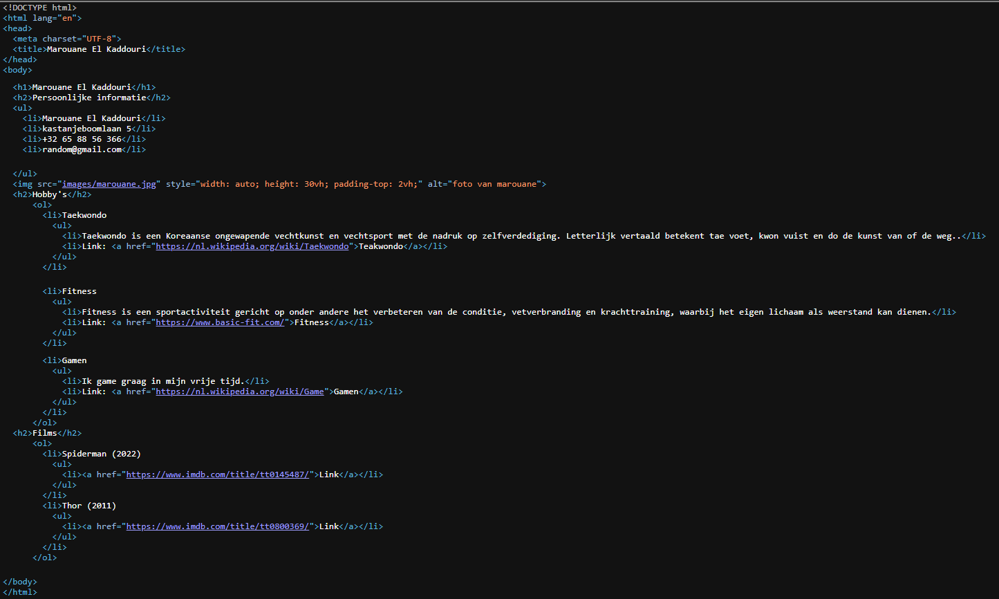 <!DOCTYPE html>
<html lang="en">
<head>
  <meta charset="UTF-8">
  <title>Marouane El Kaddouri</title>
</head>
<body>
  <h1>Marouane El Kaddouri</h1>
  <h2>Persoonlijke informatie</h2>
  <ul>
    <li>Marouane El Kaddouri</li>
    <li>kastanjeboomlaan 5</li>
    <li>+32 65 88 56 366</li>
    <li>random@gmail.com</li>
  </ul>
  <img src="images/marouane.jpg" style="width: auto; height: 30vh; padding-top: 2vh;" alt="foto van marouane">
  <h2>Hobby's</h2>
      <ol>
        <li>Taekwondo
          <ul>
            <li>Taekwondo is een Koreaanse ongewapende vechtkunst en vechtsport met de nadruk op zelfverdediging. Letterlijk vertaald betekent tae voet, kwon vuist en do de kunst van of de weg..</li>
            <li>Link: <a href="https://nl.wikipedia.org/wiki/Taekwondo">Teakwondo</a></li>
          </ul>
        </li>
        <li>Fitness
          <ul>
            <li>Fitness is een sportactiviteit gericht op onder andere het verbeteren van de conditie, vetverbranding en krachttraining, waarbij het eigen lichaam als weerstand kan dienen.</li>
            <li>Link: <a href="https://www.basic-fit.com/">Fitness</a></li>
          </ul>
        </li>
        <li>Gamen
          <ul>
            <li>Ik game graag in mijn vrije tijd.</li>
            <li>Link: <a href="https://nl.wikipedia.org/wiki/Game">Gamen</a></li>
          </ul>
        </li>
      </ol>
  <h2>Films</h2>
      <ol>
        <li>Spiderman (2022)
          <ul>
            <li><a href="https://www.imdb.com/title/tt0145487/">Link</a></li>
          </ul>
        </li>
        <li>Thor (2011)
          <ul>
            <li><a href="https://www.imdb.com/title/tt0800369/">Link</a></li>
          </ul>
        </li>
      </ol>
</body>
</html>